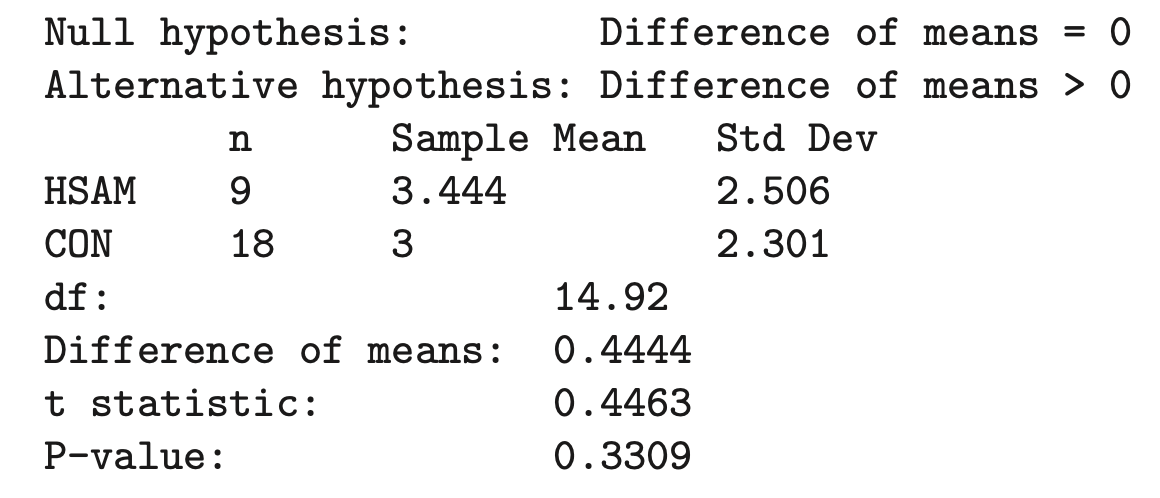 Null hypothesis: Difference of means = 0
Alternative hypothesis: Difference of means > 0
n Sample Mean Std Dev
HSAM 9 3.444 2.506
CON 18 3 2.301
df: 14.92
Difference of means: 0.4444
t statistic: 0.4463
P-value: 0.3309